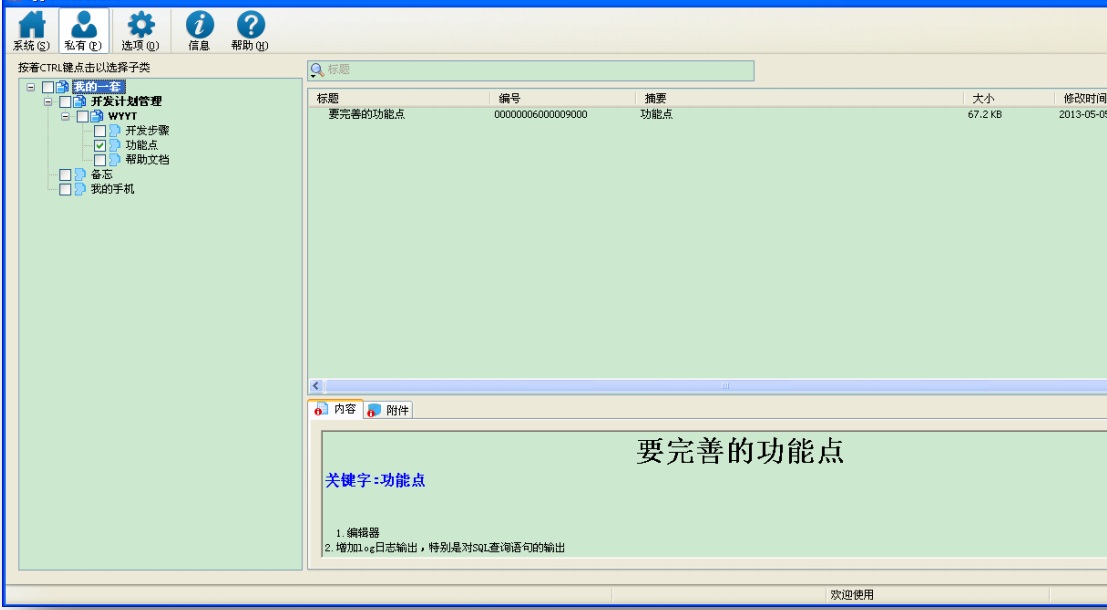 系统(S) 私有(P) 选项(O) 信息 帮助(H)
按着CTRL键点击以选择子类
标题
我的一套
开发计划管理
WYYT
开发步骤
功能点
帮助文档
备忘
我的手机
标题 编号 摘要 大小 修改时间
要完善的功能点 00000006000009000 功能点 67.2 KB 2013-05-05
内容 附件
要完善的功能点
关键字:功能点
1.编辑器
2.增加log日志输出，特别是对SQL查询语句的输出
欢迎使用